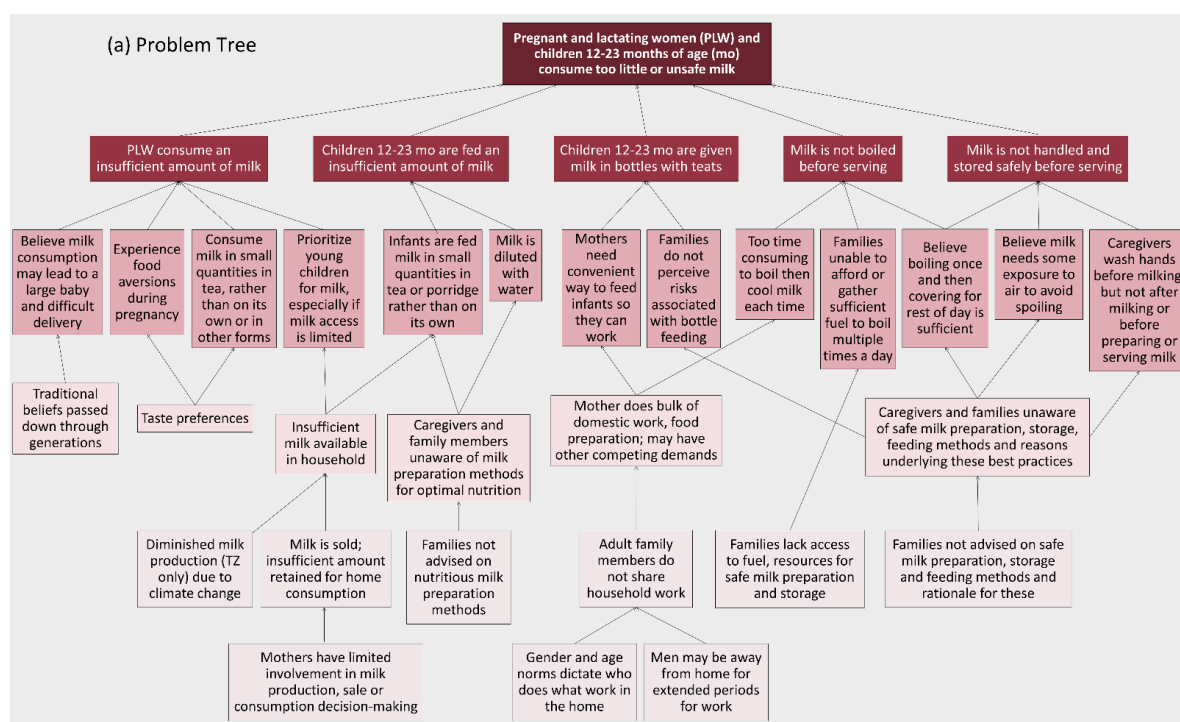 (a) Problem Tree
Pregnant and lactating women (PLW) and
children 12-23 months of age (mo)
consume too little or unsafe milk
PLW consume an
insufficient amount of milk
Children 12-23 mo are fed
an insufficient amount of milk
Children 12-23 mo are given
milk in bottles with teats
Milk is not boiled
before serving
Milk is not handled and
stored safely before serving
Believe milk
consumption
may lead to a
large baby
and difficult
delivery
Experience
food
aversions
during
pregnancy
Consume
milk in small
quantities in
tea, rather
than on its
own or in
other forms
Prioritize
young
children
for milk,
especially if
milk access
is limited
Infants are fed
milk in small
quantities in
tea or porridge
rather than on
its own
Milk is
diluted
with
water
Mothers
need
convenient
way to feed
infants so
they can
work
Families do
not perceive
risks
associated
with bottle
feeding
Too time
consuming
to boil then
cool milk
each time
Families
unable to
afford or
gather
sufficient
fuel to boil
multiple
times a day
Believe
boiling once
and then
covering for
rest of day is
sufficient
Believe milk
needs some
exposure to
air to avoid
spoiling
Caregivers
wash hands
before milking
but not after
milking or
before
preparing or
serving milk
Traditional
beliefs passed
down through
generations
Taste preferences
Insufficient
milk available
in household
Caregivers and
family members
unaware of milk
preparation methods
for optimal nutrition
Mother does bulk of
domestic work, food
preparation; may have
other competing demands
Caregivers and families unaware
of safe milk preparation, storage,
feeding methods and reasons
underlying these best practices
Diminished milk
production (TZ
only) due to
climate change
Milk is sold;
insufficient amount
retained for home
consumption
Families not
advised on
nutritious milk
preparation
methods
Adult family
members do
not share
household work
Families lack access
to fuel, resources for
safe milk preparation
and storage
Families not advised on safe
milk preparation, storage
and feeding methods and
rationale for these
Mothers have limited
involvement in milk
production, sale or
consumption decision-making
Gender and age
norms dictate who
does what work in
the home
Men may be away
from home for
extended periods
for work